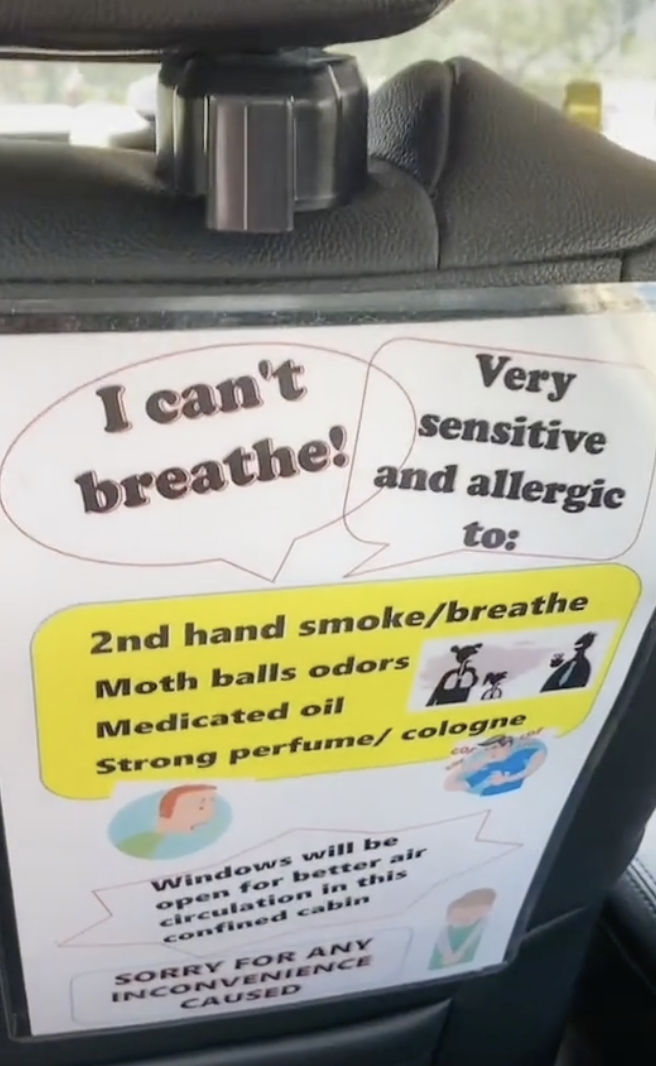 I can't
breathe!
Very
sensitive
and allergic
to:
2nd hand smoke/breathe
Moth balls odors
Medicated oil
Strong perfume/ cologne
Windows will be
open for better air
circulation in this
confined cabin
SORRY FOR ANY
INCONVENIENCE
CAUSED